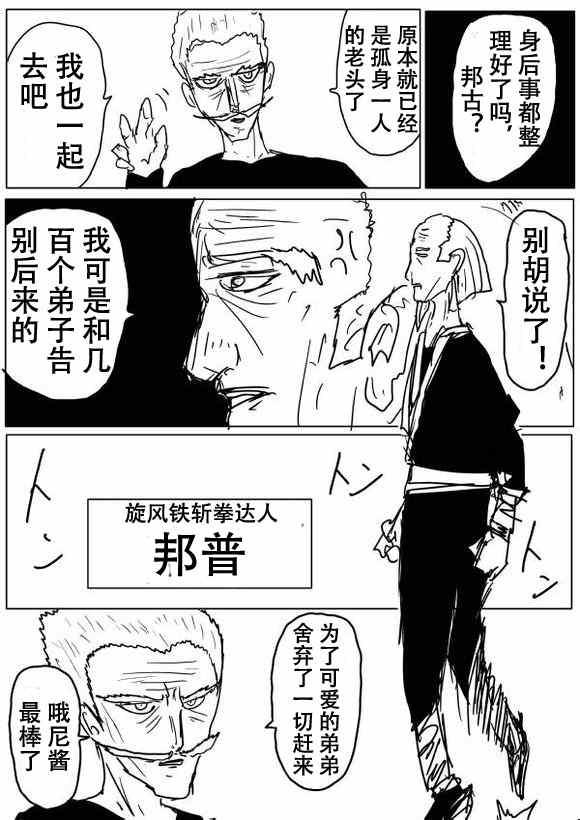 身后事都整
理好了吗，
邦古？
原本就已经
是孤身一人
的老头了
我也一起
去吧
别胡说了！
我可是和几
百个弟子告
别后来的
トン
トン
旋风铁斩拳达人
邦普
为了可爱的弟弟
舍弃了一切赶来
哦尼酱
最棒了